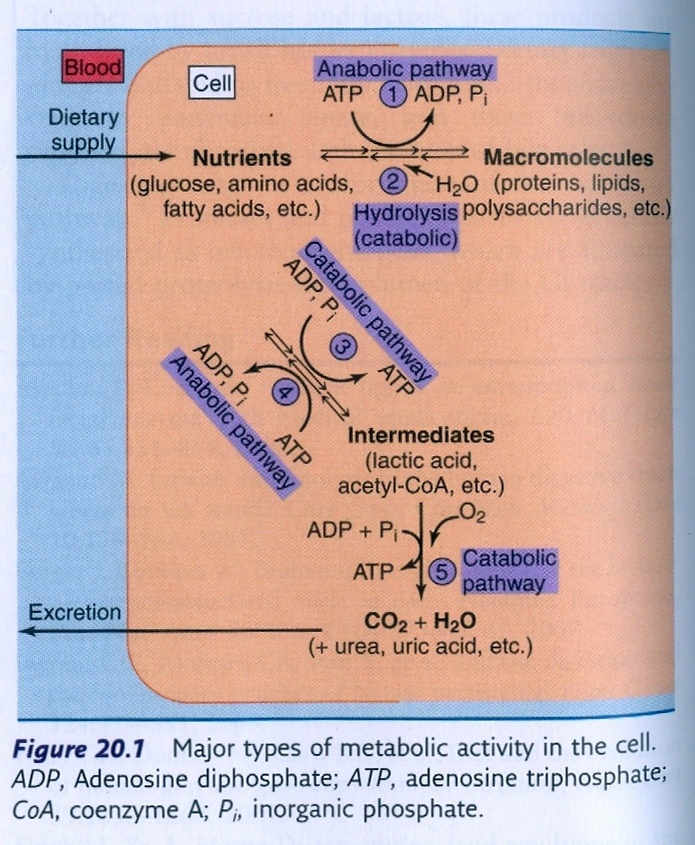 Blood
Cell
Anabolic pathway
ATP 1 ADP, Pi
Dietary
supply
Nutrients
(glucose, amino acids,
fatty acids, etc.)
Macromolecules
(proteins, lipids,
polysaccharides, etc.)
2
H2O
Hydrolysis
(catabolic)
Catabolic pathway
ADP, Pi
3
ATP
ADP, Pi
4
Anabolic pathway
ATP
Intermediates
(lactic acid,
acetyl-CoA, etc.)
O2
ADP + Pi
ATP
5
Catabolic
pathway
Excretion
CO2 + H2O
(+ urea, uric acid, etc.)
Figure 20.1 Major types of metabolic activity in the cell.
ADP, Adenosine diphosphate; ATP, adenosine triphosphate;
CoA, coenzyme A; Pi, inorganic phosphate.